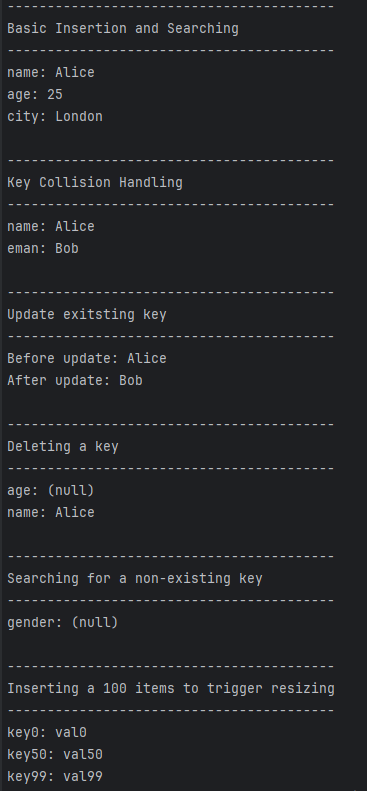 -----------------------------------------
Basic Insertion and Searching
-----------------------------------------
name: Alice
age: 25
city: London
-----------------------------------------
Key Collision Handling
-----------------------------------------
name: Alice
eman: Bob
-----------------------------------------
Update exitsting key
-----------------------------------------
Before update: Alice
After update: Bob
-----------------------------------------
Deleting a key
-----------------------------------------
age: (null)
name: Alice
-----------------------------------------
Searching for a non-existing key
-----------------------------------------
gender: (null)
-----------------------------------------
Inserting a 100 items to trigger resizing
-----------------------------------------
key0: val0
key50: val50
key99: val99